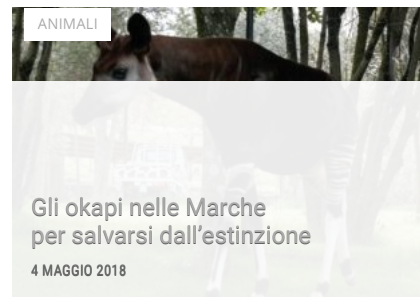 ANIMALI
Gli okapi nelle Marche
per salvarsi dall’estinzione
4 MAGGIO 2018